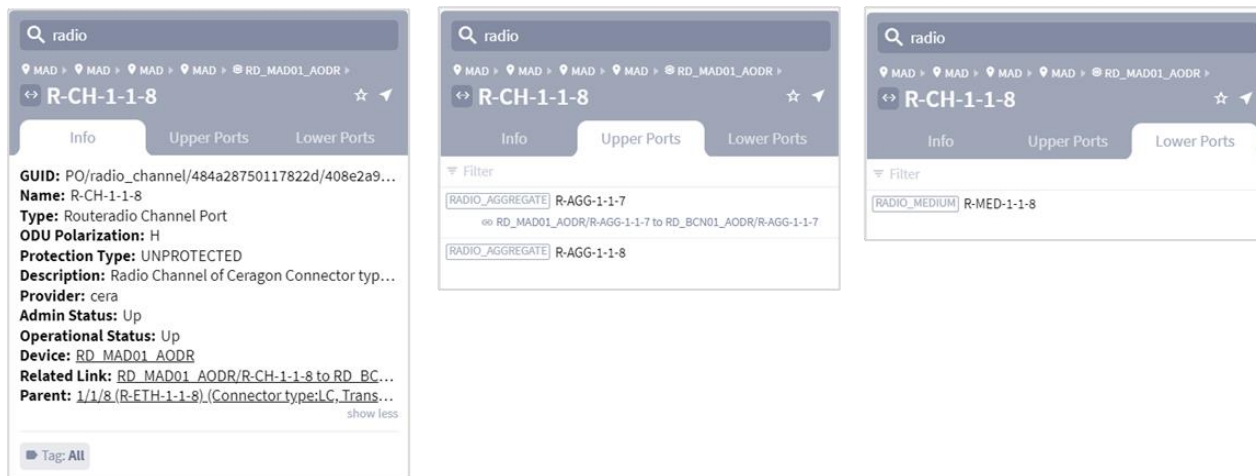 radio
MAD MAD MAD MAD RD_MAD01_AODR
R-CH-1-1-8
Info Upper Ports Lower Ports
GUID: PO/radio_channel/484a28750117822d/408e2a9...
Name: R-CH-1-1-8
Type: Routeradio Channel Port
ODU Polarization: H
Protection Type: UNPROTECTED
Description: Radio Channel of Ceragon Connector typ...
Provider: cera
Admin Status: Up
Operational Status: Up
Device: RD_MAD01_AODR
Related Link: RD_MAD01_AODR/R-CH-1-1-8 to RD_BC...
Parent: 1/1/8 (R-ETH-1-1-8) (Connector type:LC, Trans...
show less
Tag: All
radio
MAD MAD MAD MAD RD_MAD01_AODR
R-CH-1-1-8
Info Upper Ports Lower Ports
Filter
RADIO_AGGREGATE R-AGG-1-1-7
RD_MAD01_AODR/R-AGG-1-1-7 to RD_BCN01_AODR/R-AGG-1-1-7
RADIO_AGGREGATE R-AGG-1-1-8
radio
MAD MAD MAD MAD RD_MAD01_AODR
R-CH-1-1-8
Info Upper Ports Lower Ports
Filter
RADIO_MEDIUM R-MED-1-1-8